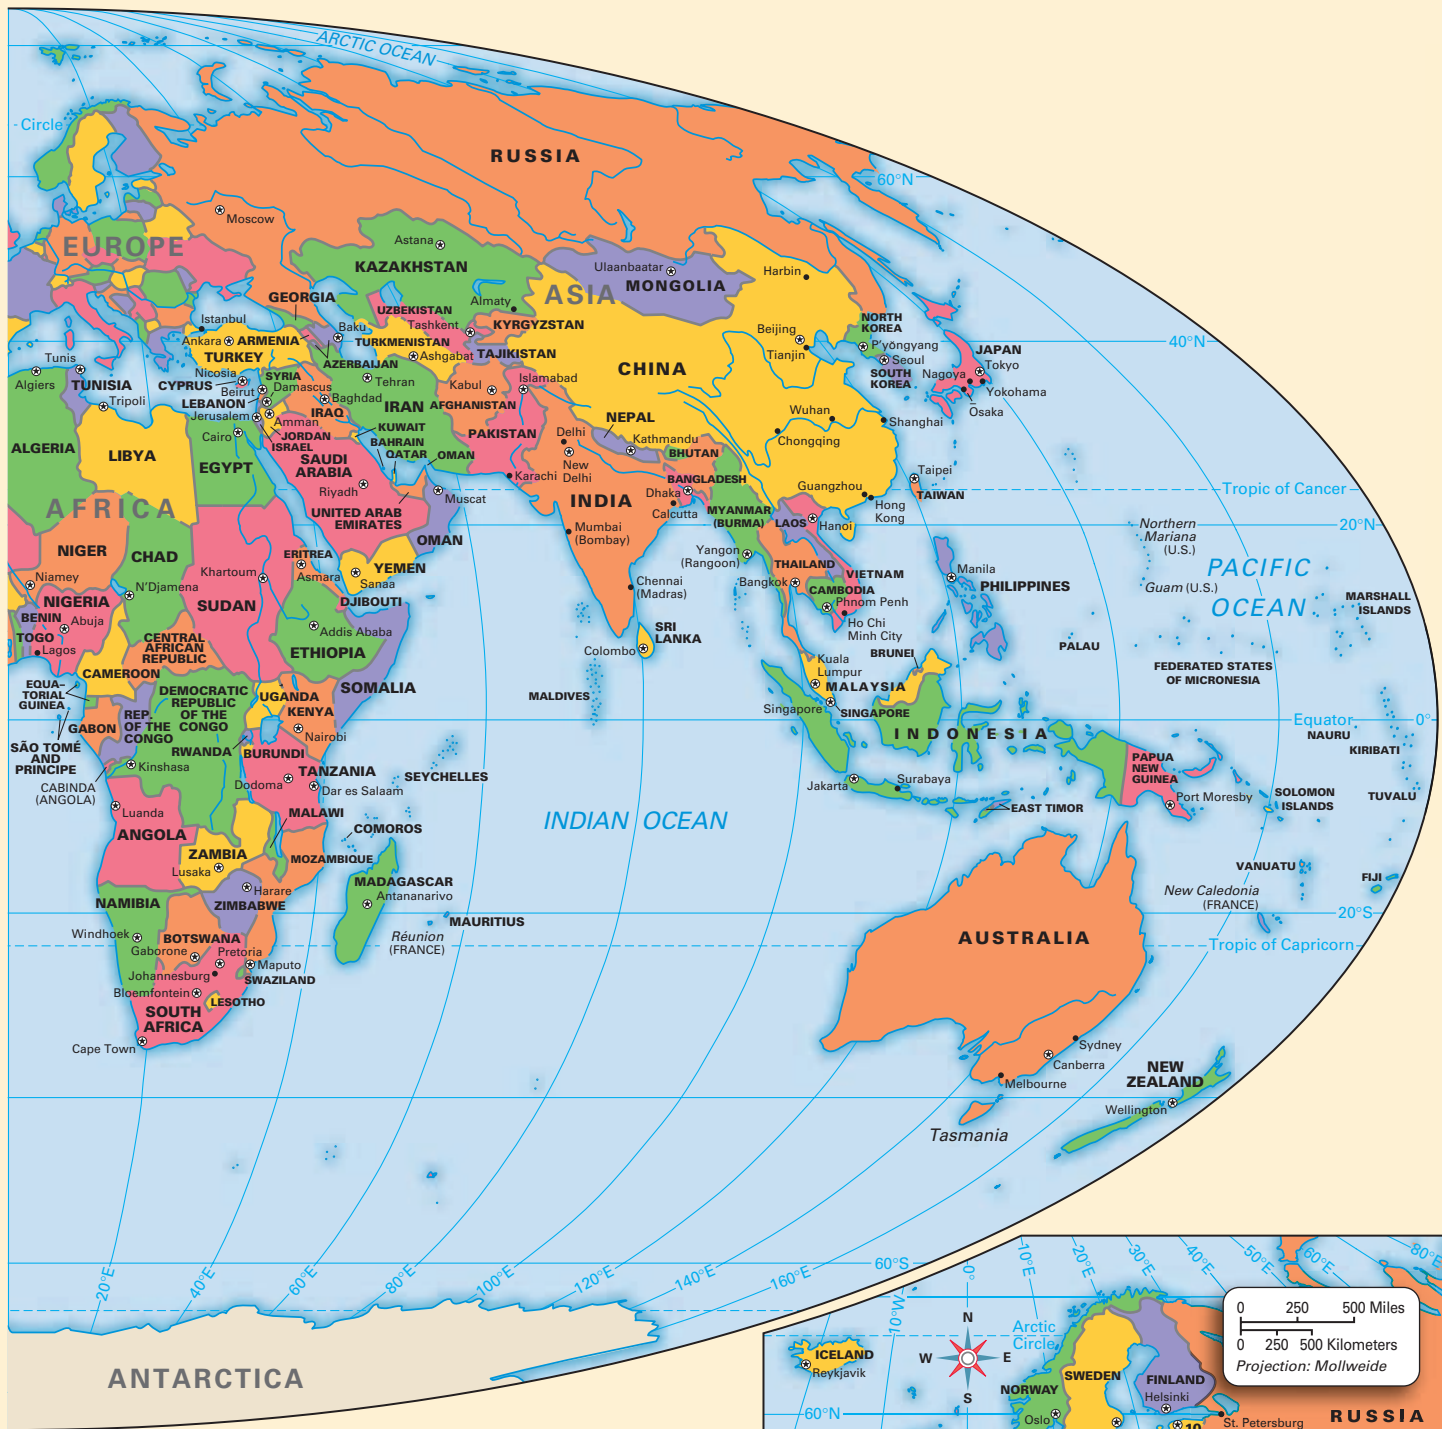 ARCTIC OCEAN
Circle
60°N
RUSSIA
Moscow
EUROPE
Astana
KAZAKHSTAN
Ulaanbaatar
MONGOLIA
ASIA
Harbin
GEORGIA
UZBEKISTAN
Almaty
Tashkent
KYRGYZSTAN
Istanbul
Ankara
ARMENIA
Baku
TURKMENISTAN
Ashgabat
TAJIKISTAN
Beijing
Tianjin
NORTH
KOREA
P'yŏngyang
Seoul
SOUTH
KOREA
JAPAN
Tokyo
Nagoya
Yokohama
Ōsaka
40°N
TURKEY
AZERBAIJAN
Tunis
Algiers
TUNISIA
Tripoli
Nicosia
CYPRUS
SYRIA
Beirut
Damascus
LEBANON
Jerusalem
Amman
Tehran
Baghdad
IRAQ
IRAN
Kabul
AFGHANISTAN
Islamabad
CHINA
Wuhan
Chongqing
Shanghai
NEPAL
Kathmandu
BHUTAN
PAKISTAN
Delhi
New
Delhi
KUWAIT
BAHRAIN
QATAR
OMAN
JORDAN
ISRAEL
Cairo
ALGERIA
LIBYA
EGYPT
SAUDI
ARABIA
Riyadh
Karachi
Muscat
UNITED ARAB
EMIRATES
OMAN
INDIA
BANGLADESH
Dhaka
Calcutta
MYANMAR
(BURMA)
LAOS
Hanoi
Guangzhou
Hong
Kong
Taipei
TAIWAN
Tropic of Cancer
20°N
AFRICA
NIGER
CHAD
Niamey
N'Djamena
Khartoum
ERITREA
Asmara
YEMEN
Sanaa
DJIBOUTI
Mumbai
(Bombay)
Chennai
(Madras)
Yangon
(Rangoon)
THAILAND
Bangkok
VIETNAM
CAMBODIA
Phnom Penh
Ho Chi
Minh City
Manila
PHILIPPINES
Northern
Mariana
(U.S.)
Guam (U.S.)
PACIFIC
OCEAN
MARSHALL
ISLANDS
NIGERIA
BENIN
Abuja
TOGO
Lagos
SUDAN
CENTRAL
AFRICAN
REPUBLIC
CAMEROON
Addis Ababa
ETHIOPIA
SOMALIA
SRI
LANKA
Colombo
MALDIVES
BRUNEI
Kuala
Lumpur
MALAYSIA
Singapore
SINGAPORE
PALAU
FEDERATED STATES
OF MICRONESIA
EQUA-
TORIAL
GUINEA
GABON
REP.
OF THE
CONGO
DEMOCRATIC
REPUBLIC
OF THE
CONGO
UGANDA
KENYA
Nairobi
RWANDA
BURUNDI
SÃO TOMÉ
AND
PRINCIPE
Kinshasa
CABINDA
(ANGOLA)
TANZANIA
Dodoma
Dar es Salaam
SEYCHELLES
INDONESIA
Equator
0°
NAURU
KIRIBATI
PAPUA
NEW
GUINEA
Port Moresby
SOLOMON
ISLANDS
TUVALU
Jakarta
Surabaya
EAST TIMOR
INDIAN OCEAN
Luanda
ANGOLA
MALAWI
COMOROS
ZAMBIA
Lusaka
MOZAMBIQUE
Harare
ZIMBABWE
MADAGASCAR
Antananarivo
MAURITIUS
Réunion
(FRANCE)
VANUATU
FIJI
New Caledonia
(FRANCE)
20°S
Tropic of Capricorn
NAMIBIA
Windhoek
BOTSWANA
Gaborone
Pretoria
Maputo
Johannesburg
SWAZILAND
Bloemfontein
LESOTHO
SOUTH
AFRICA
Cape Town
AUSTRALIA
Sydney
Canberra
Melbourne
Tasmania
NEW
ZEALAND
Wellington
60°S
20°E
40°E
60°E
80°E
100°E
120°E
140°E
160°E
ANTARCTICA
10°W
0°
10°E
20°E
30°E
40°E
50°E
60°E
80°E
Arctic
Circle
N
W
E
S
ICELAND
Reykjavik
60°N
NORWAY
Oslo
SWEDEN
FINLAND
Helsinki
St. Petersburg
RUSSIA
10
0 250 500 Miles
0 250 500 Kilometers
Projection: Mollweide